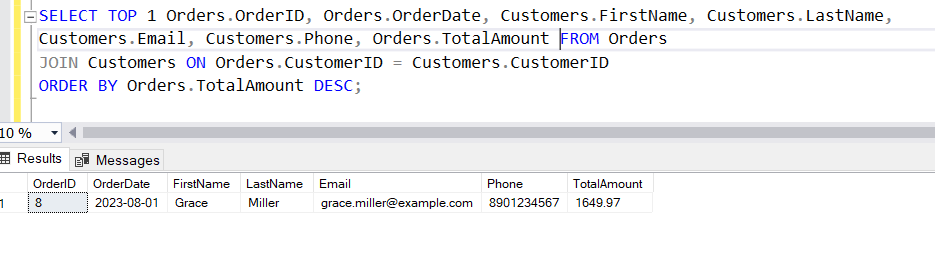 SELECT TOP 1 Orders.OrderID, Orders.OrderDate, Customers.FirstName, Customers.LastName,
Customers.Email, Customers.Phone, Orders.TotalAmount FROM Orders
JOIN Customers ON Orders.CustomerID = Customers.CustomerID
ORDER BY Orders.TotalAmount DESC;
10 %
Results Messages
OrderID OrderDate FirstName LastName Email Phone TotalAmount
1 8 2023-08-01 Grace Miller grace.miller@example.com 8901234567 1649.97